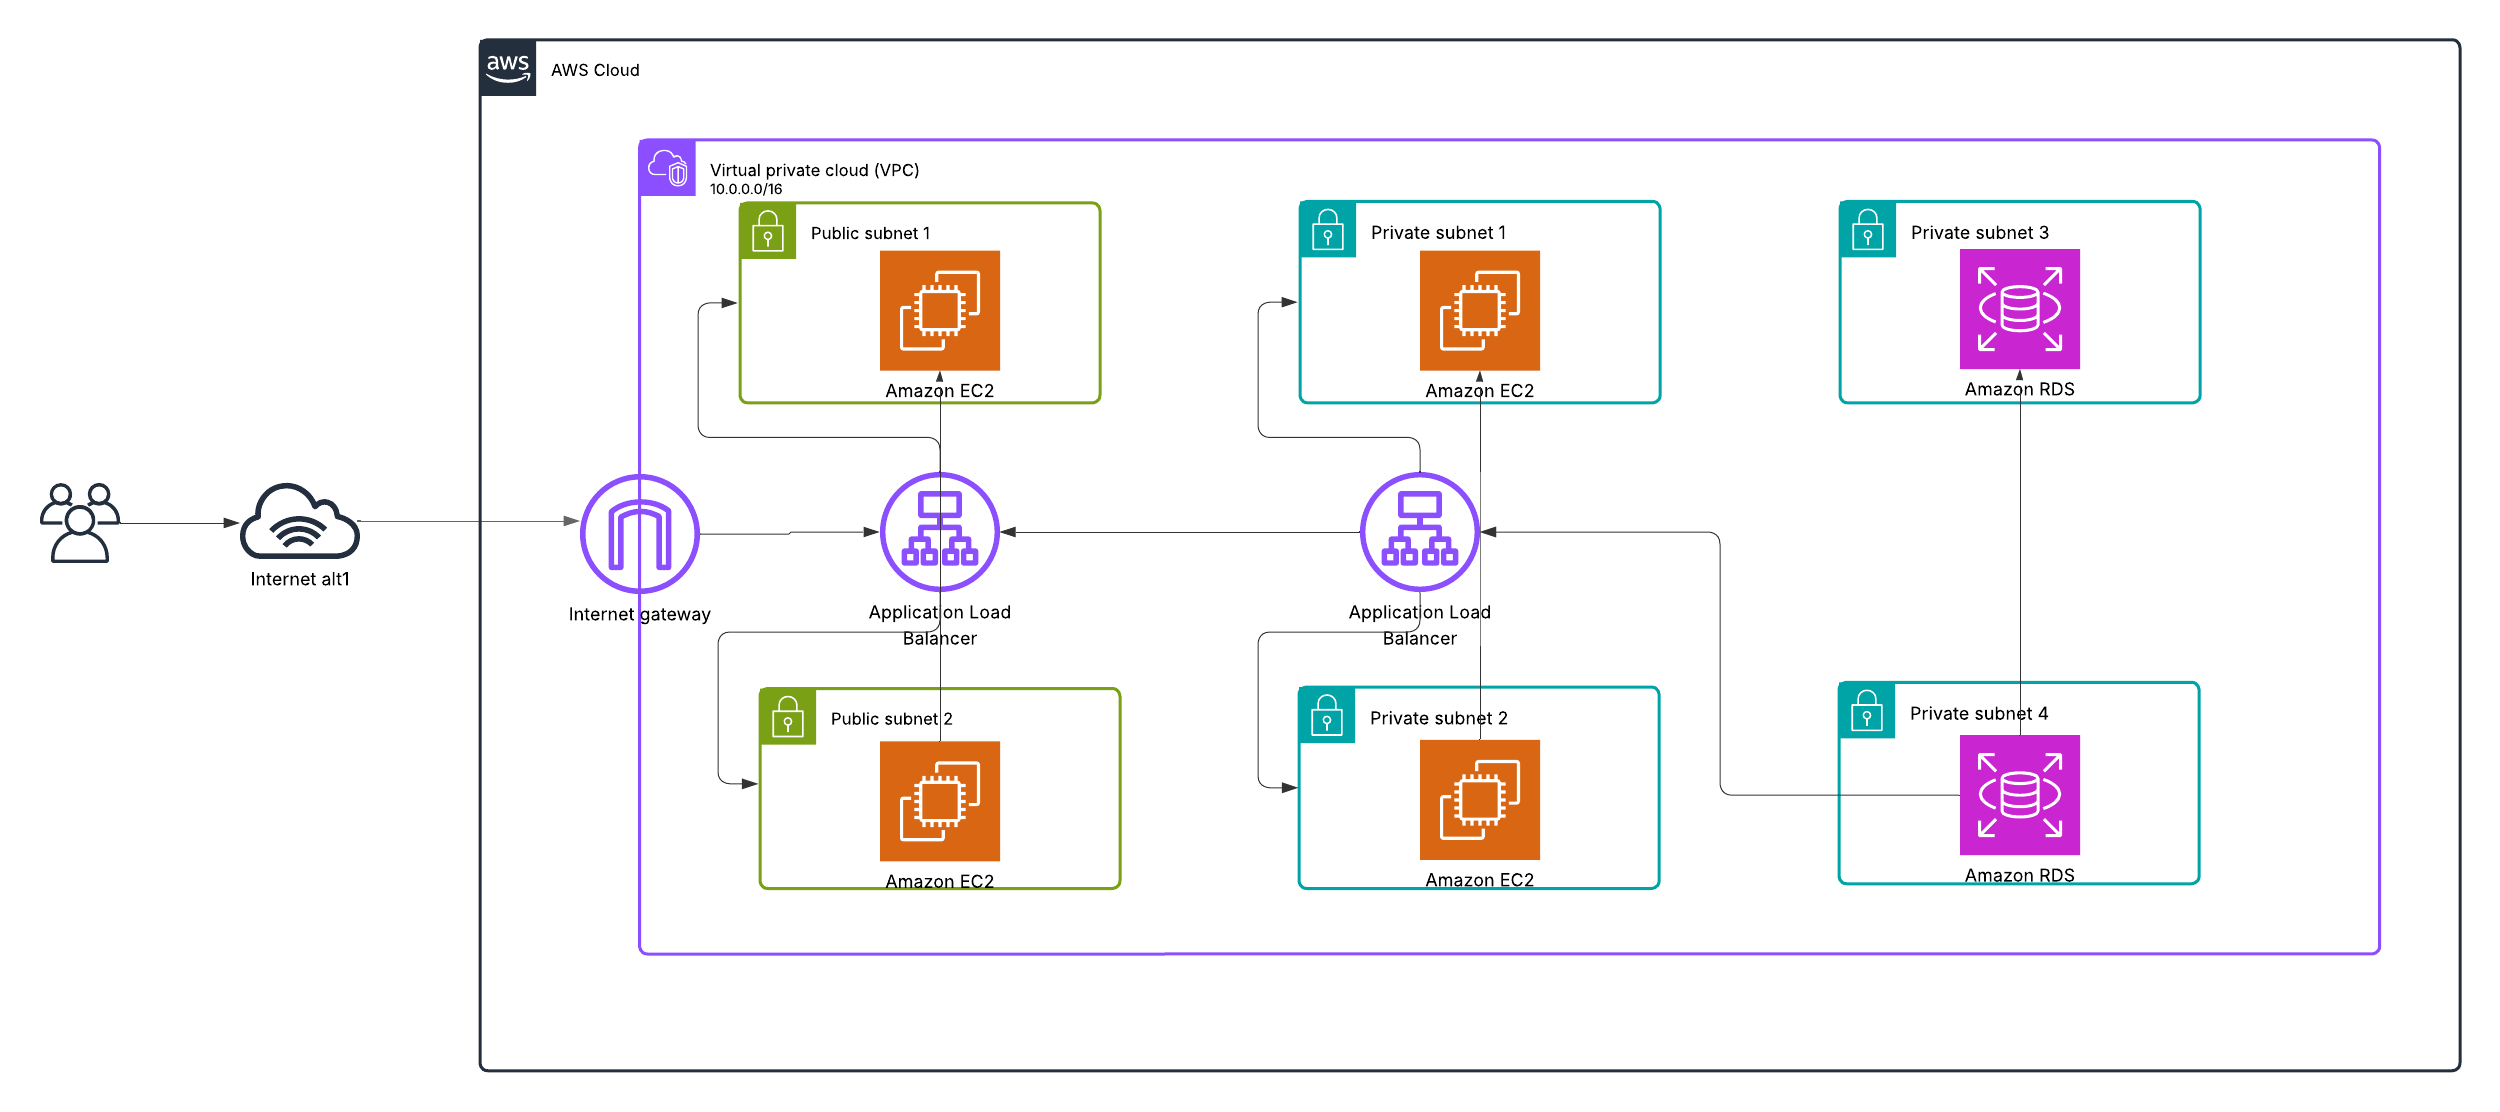 aws
AWS Cloud
Virtual private cloud (VPC)
10.0.0.0/16
Public subnet 1
Amazon EC2
Private subnet 1
Amazon EC2
Private subnet 3
Amazon RDS
Internet alt1
Internet gateway
Application Load
Balancer
Application Load
Balancer
Public subnet 2
Amazon EC2
Private subnet 2
Amazon EC2
Private subnet 4
Amazon RDS